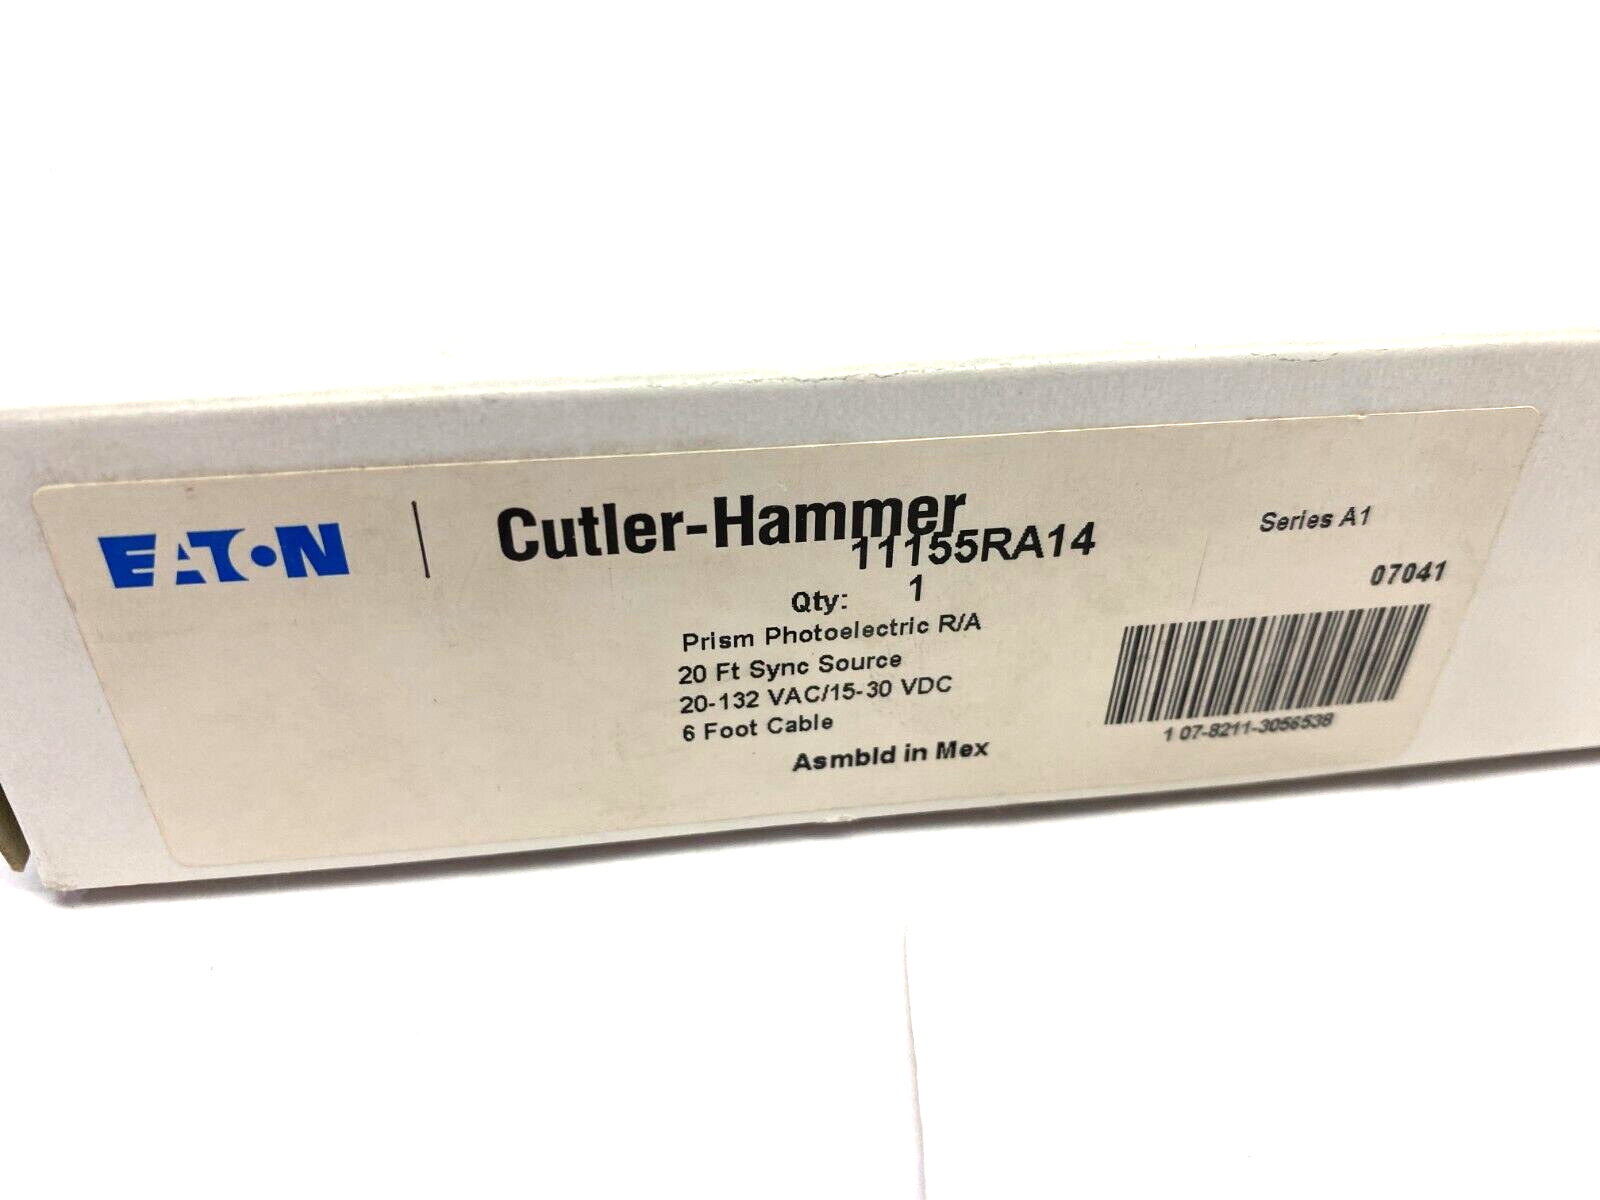 EATON | Cutler-Hammer
11155RA14
Series A1
07041
Qty: 1
Prism Photoelectric R/A
20 Ft Sync Source
20-132 VAC/15-30 VDC
6 Foot Cable
Asmbld in Mex
1 07-8211-3056538